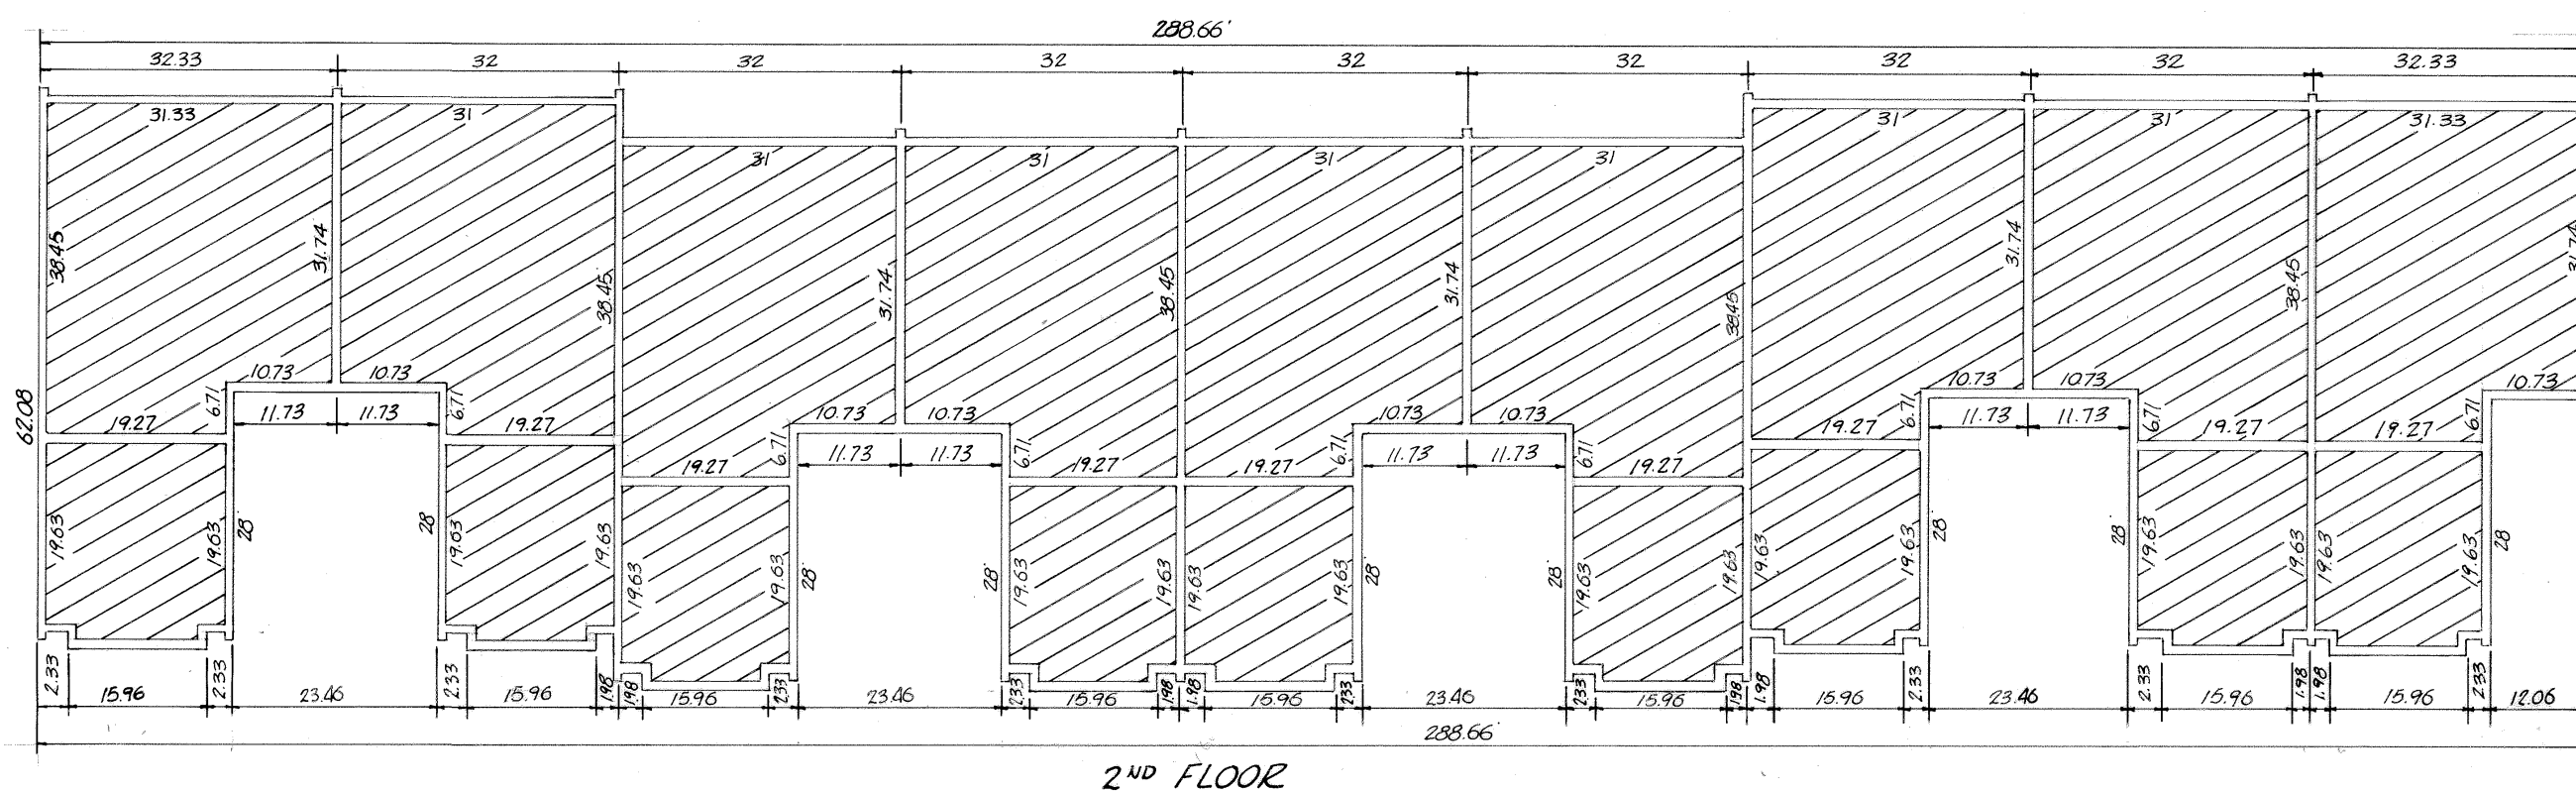 288.66'
32.33 32 32 32 32 32 32 32 32.33
31.33 31 31 31 31 31 31 31 31.33
38.45 31.74 38.45 31.74 38.45 31.74 38.45 31.74 38.45
62.08
10.73 10.73 10.73 10.73 10.73 10.73 10.73 10.73 10.73
6.71 6.71 6.71 6.71 6.71 6.71 6.71 6.71 6.71
11.73 11.73 11.73 11.73 11.73 11.73 11.73 11.73
19.27 19.27 19.27 19.27 19.27 19.27 19.27 19.27 19.27
19.63 19.63 28' 28' 19.63 19.63 19.63 19.63 28' 28' 19.63 19.63 19.63 19.63 28' 28' 19.63 19.63 19.63 19.63 28' 28' 19.63 19.63 19.63 19.63 28
2.33 15.96 2.33 23.46 2.33 15.96 1.98 1.98 15.96 2.33 23.46 2.33 15.96 1.98 1.98 15.96 2.33 23.46 2.33 15.96 1.98 1.98 15.96 2.33 23.46 2.33 15.96 1.98 1.98 15.96 2.33 12.06
288.66'
2ND FLOOR